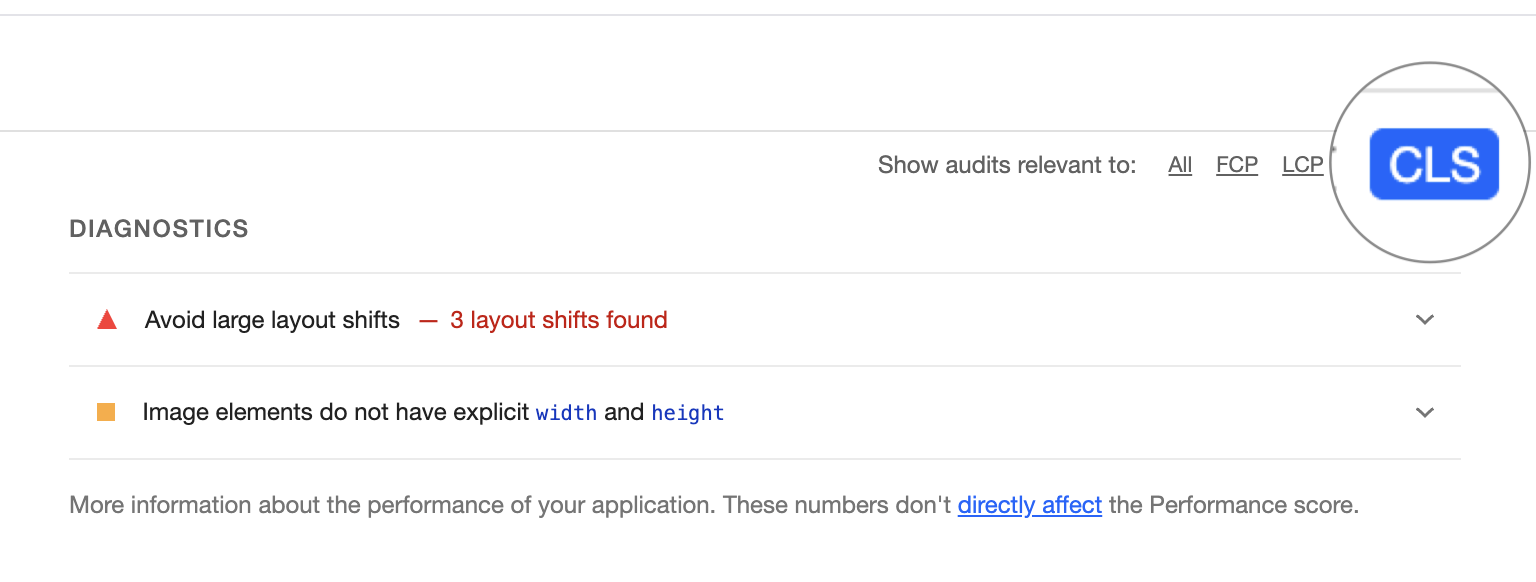 Show audits relevant to: All FCP LCP CLS
DIAGNOSTICS
Avoid large layout shifts — 3 layout shifts found
Image elements do not have explicit width and height
More information about the performance of your application. These numbers don't directly affect the Performance score.